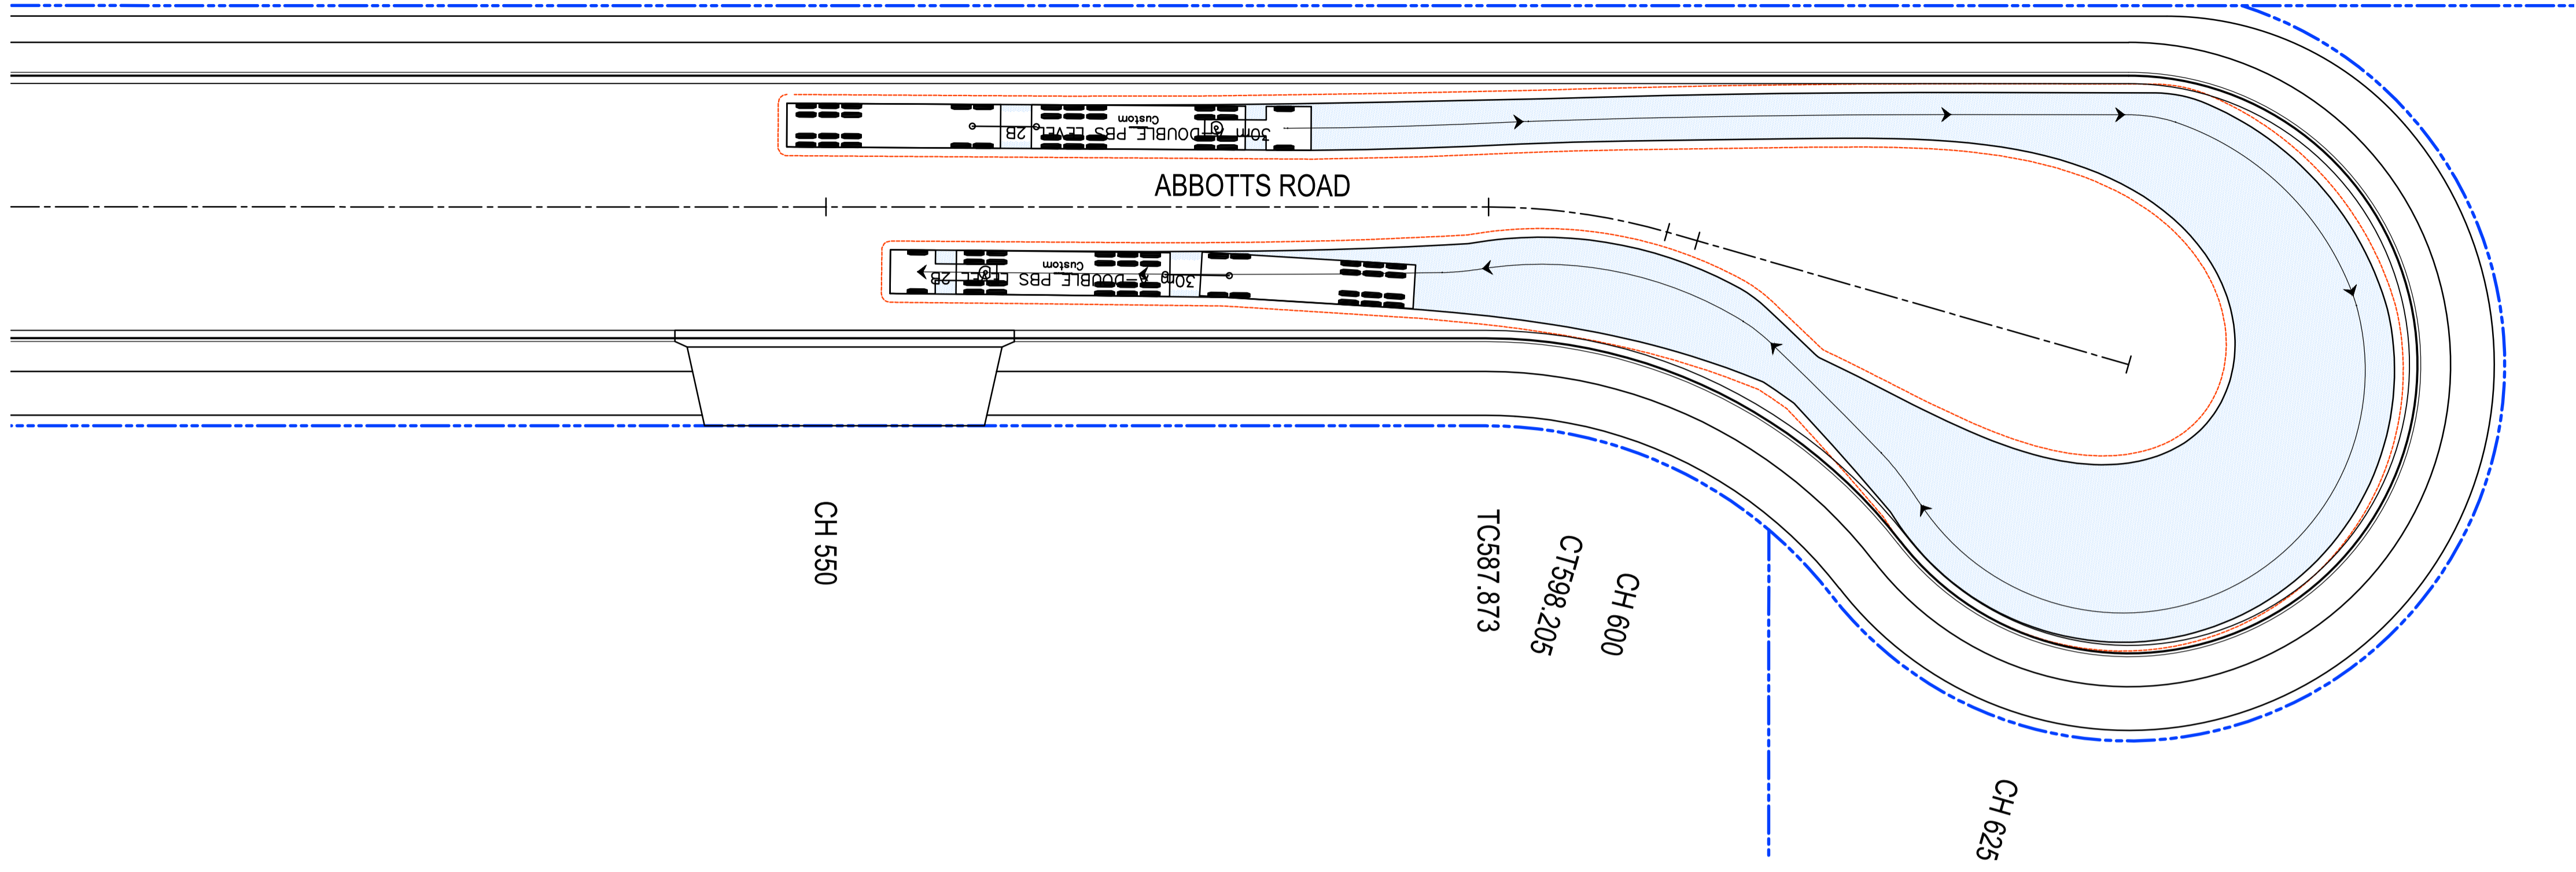 30m A-DOUBLE PBS LEVEL 2B
Custom
ABBOTTS ROAD
30m A-DOUBLE PBS LEVEL 2B
Custom
CH 550
TC587.873
CT598.205
CH 600
CH 625